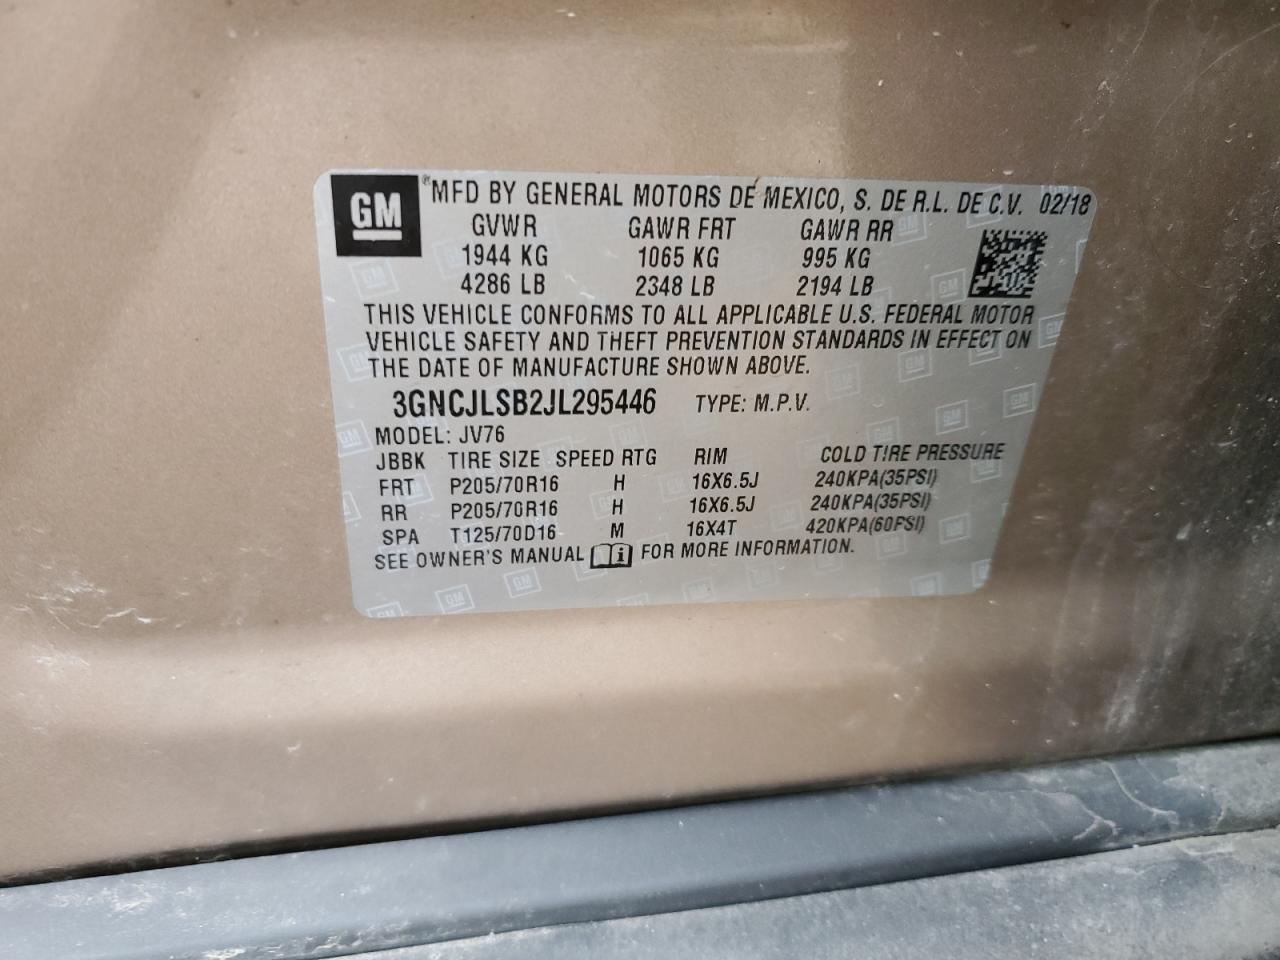 GM ® MFD BY GENERAL MOTORS DE MEXICO, S. DE R.L. DE C.V. 02/18
GVWR GAWR FRT GAWR RR
1944 KG 1065 KG 995 KG
4286 LB 2348 LB 2194 LB
THIS VEHICLE CONFORMS TO ALL APPLICABLE U.S. FEDERAL MOTOR
VEHICLE SAFETY AND THEFT PREVENTION STANDARDS IN EFFECT ON
THE DATE OF MANUFACTURE SHOWN ABOVE.
3GNCJLSB2JL295446 TYPE: M.P.V.
MODEL: JV76
JBBK TIRE SIZE SPEED RTG RIM COLD TIRE PRESSURE
FRT P205/70R16 H 16X6.5J 240KPA(35PSI)
RR P205/70R16 H 16X6.5J 240KPA(35PSI)
SPA T125/70D16 M 16X4T 420KPA(60PSI)
SEE OWNER'S MANUAL i FOR MORE INFORMATION.